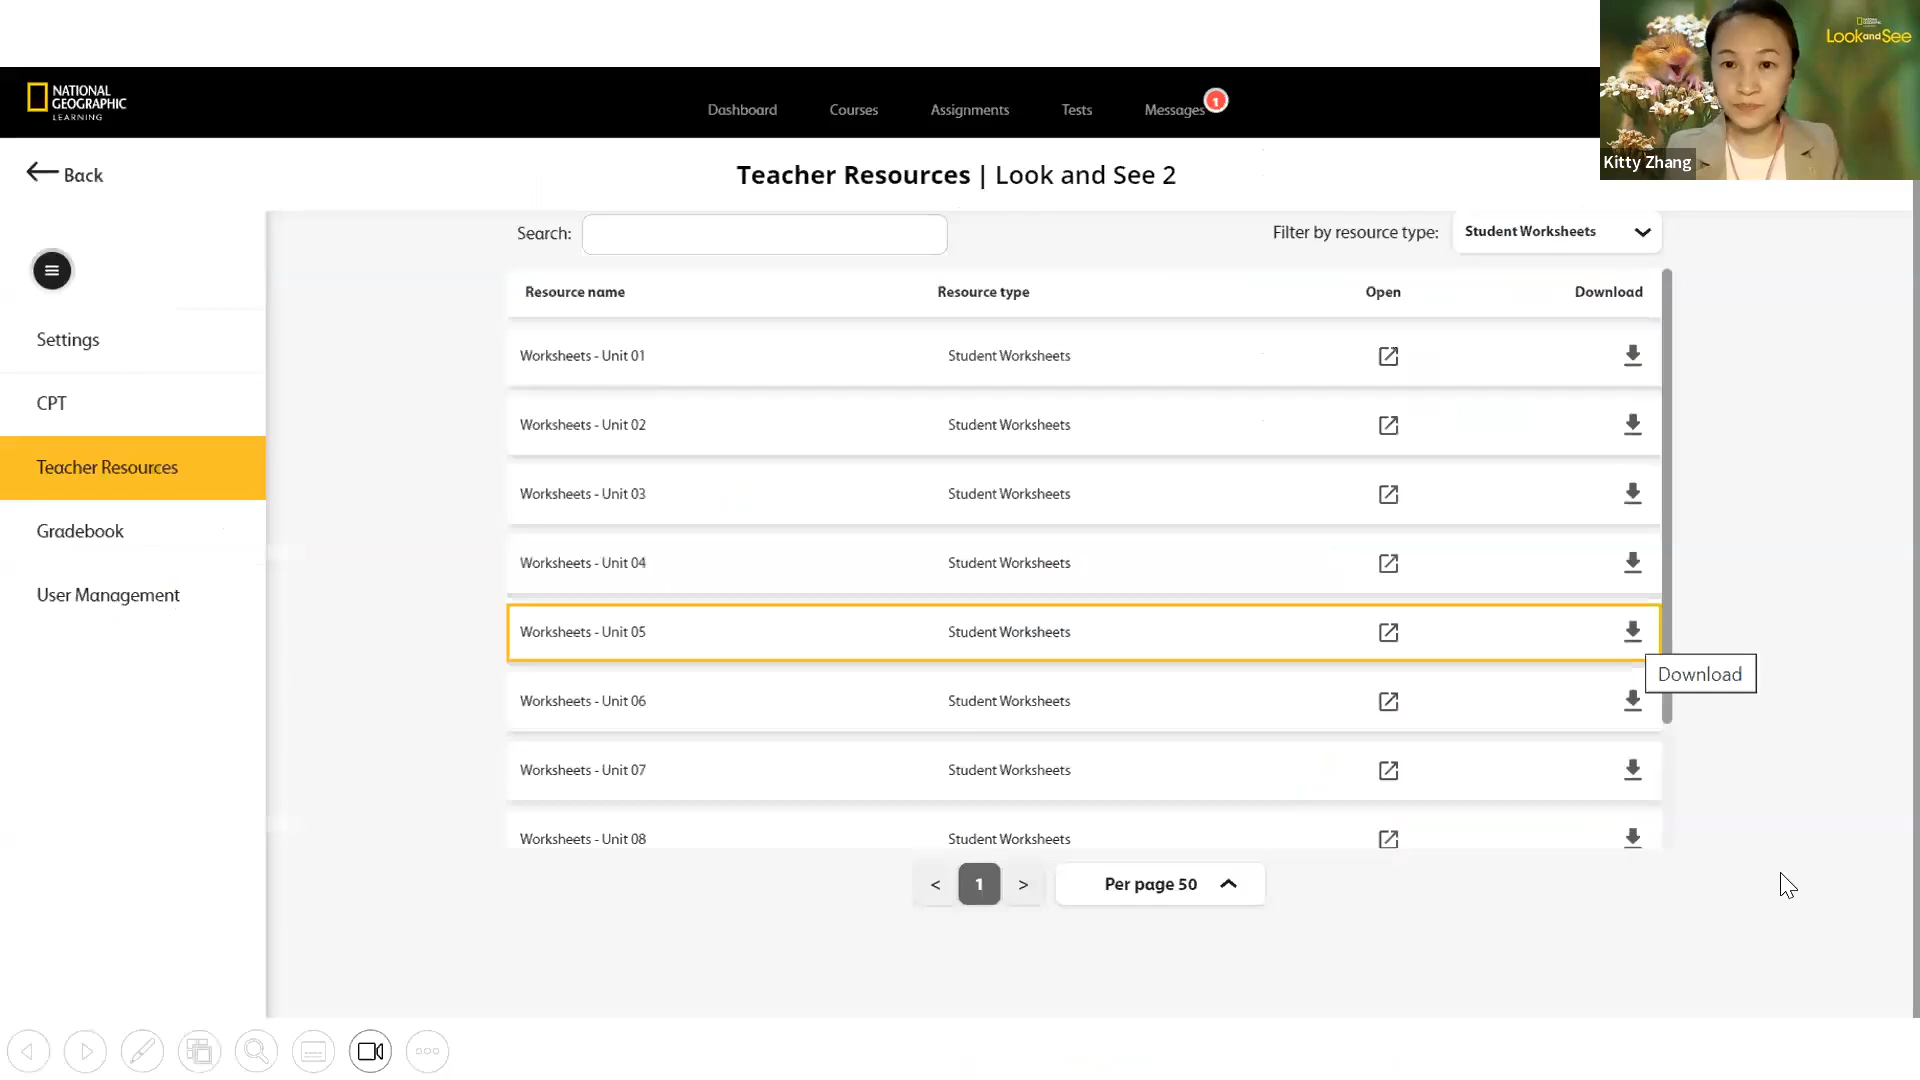 NATIONAL
GEOGRAPHIC
LEARNING
Dashboard
Courses
Assignments
Tests
Messages
1
LookandSee
Kitty Zhang
Back
Teacher Resources | Look and See 2
Search:
Filter by resource type:
Student Worksheets
Settings
CPT
Teacher Resources
Gradebook
User Management
Resource name Resource type Open Download
Worksheets - Unit 01 Student Worksheets
Worksheets - Unit 02 Student Worksheets
Worksheets - Unit 03 Student Worksheets
Worksheets - Unit 04 Student Worksheets
Worksheets - Unit 05 Student Worksheets
Download
Worksheets - Unit 06 Student Worksheets
Worksheets - Unit 07 Student Worksheets
Worksheets - Unit 08 Student Worksheets
< 1 >
Per page 50